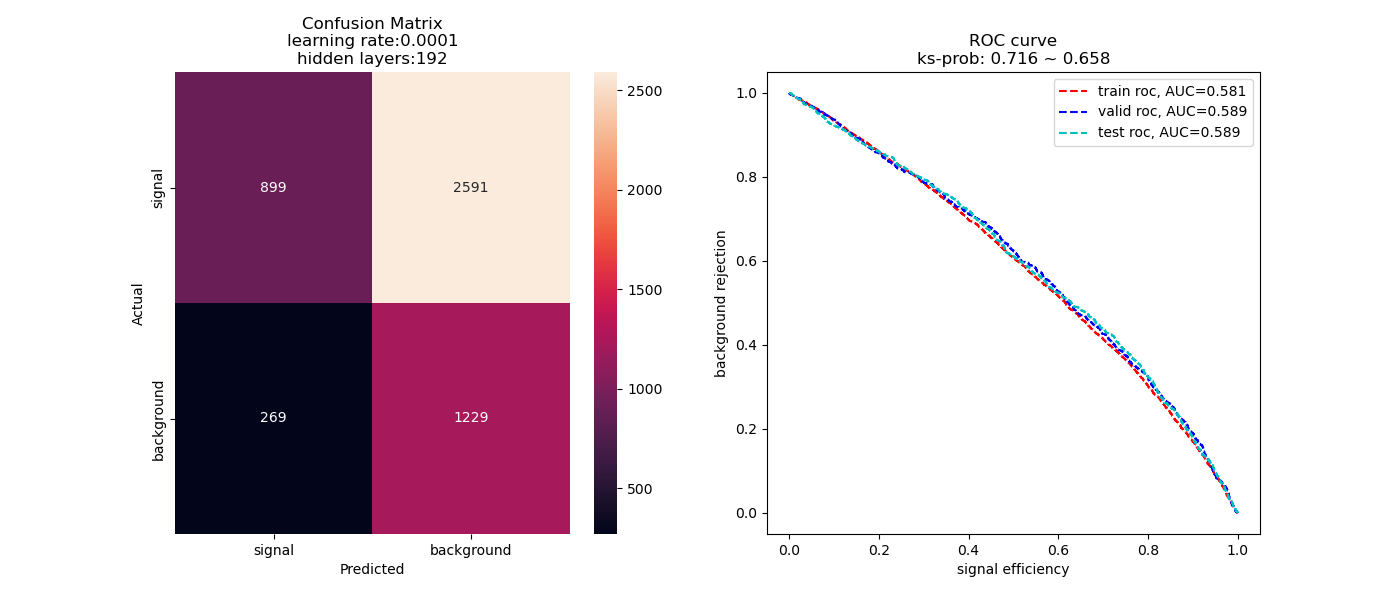 Confusion Matrix
learning rate:0.0001
hidden layers:192
signal
background
Actual
899
2591
269
1229
signal
background
Predicted
2500
2000
1500
1000
500
ROC curve
ks-prob: 0.716 ~ 0.658
train roc, AUC=0.581
valid roc, AUC=0.589
test roc, AUC=0.589
1.0
0.8
0.6
0.4
0.2
0.0
background rejection
0.0 0.2 0.4 0.6 0.8 1.0
signal efficiency